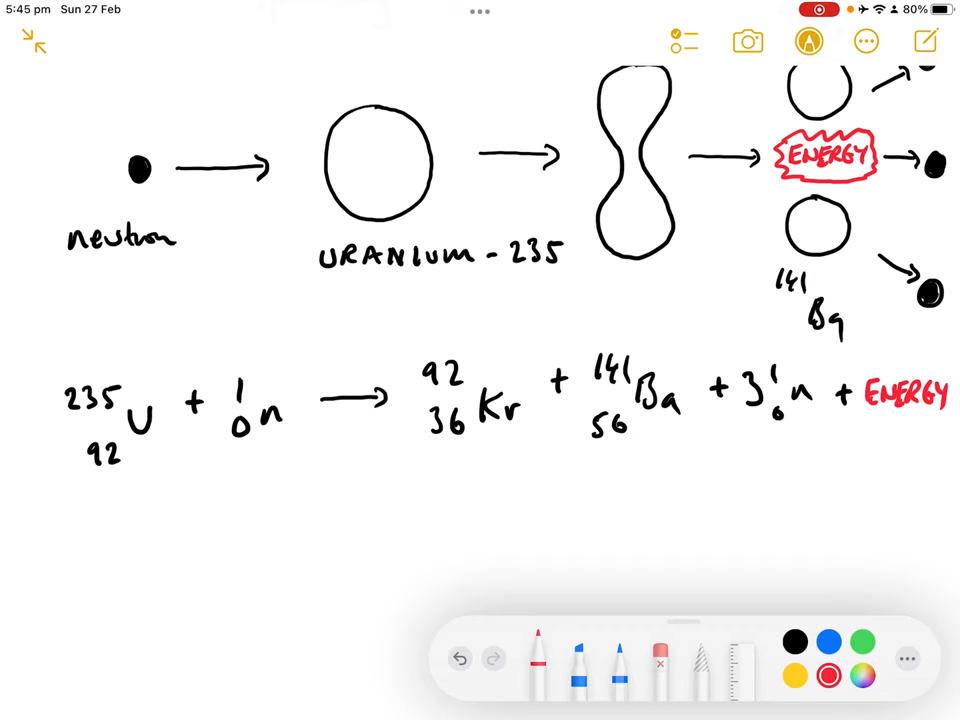 5:45 pm Sun 27 Feb 80%
ENERGY
neutron
URANIUM - 235
141
Ba
235
92 U + 1
0 n → 92
36 Kr + 141
56 Ba + 3 1
0 n + ENERGY